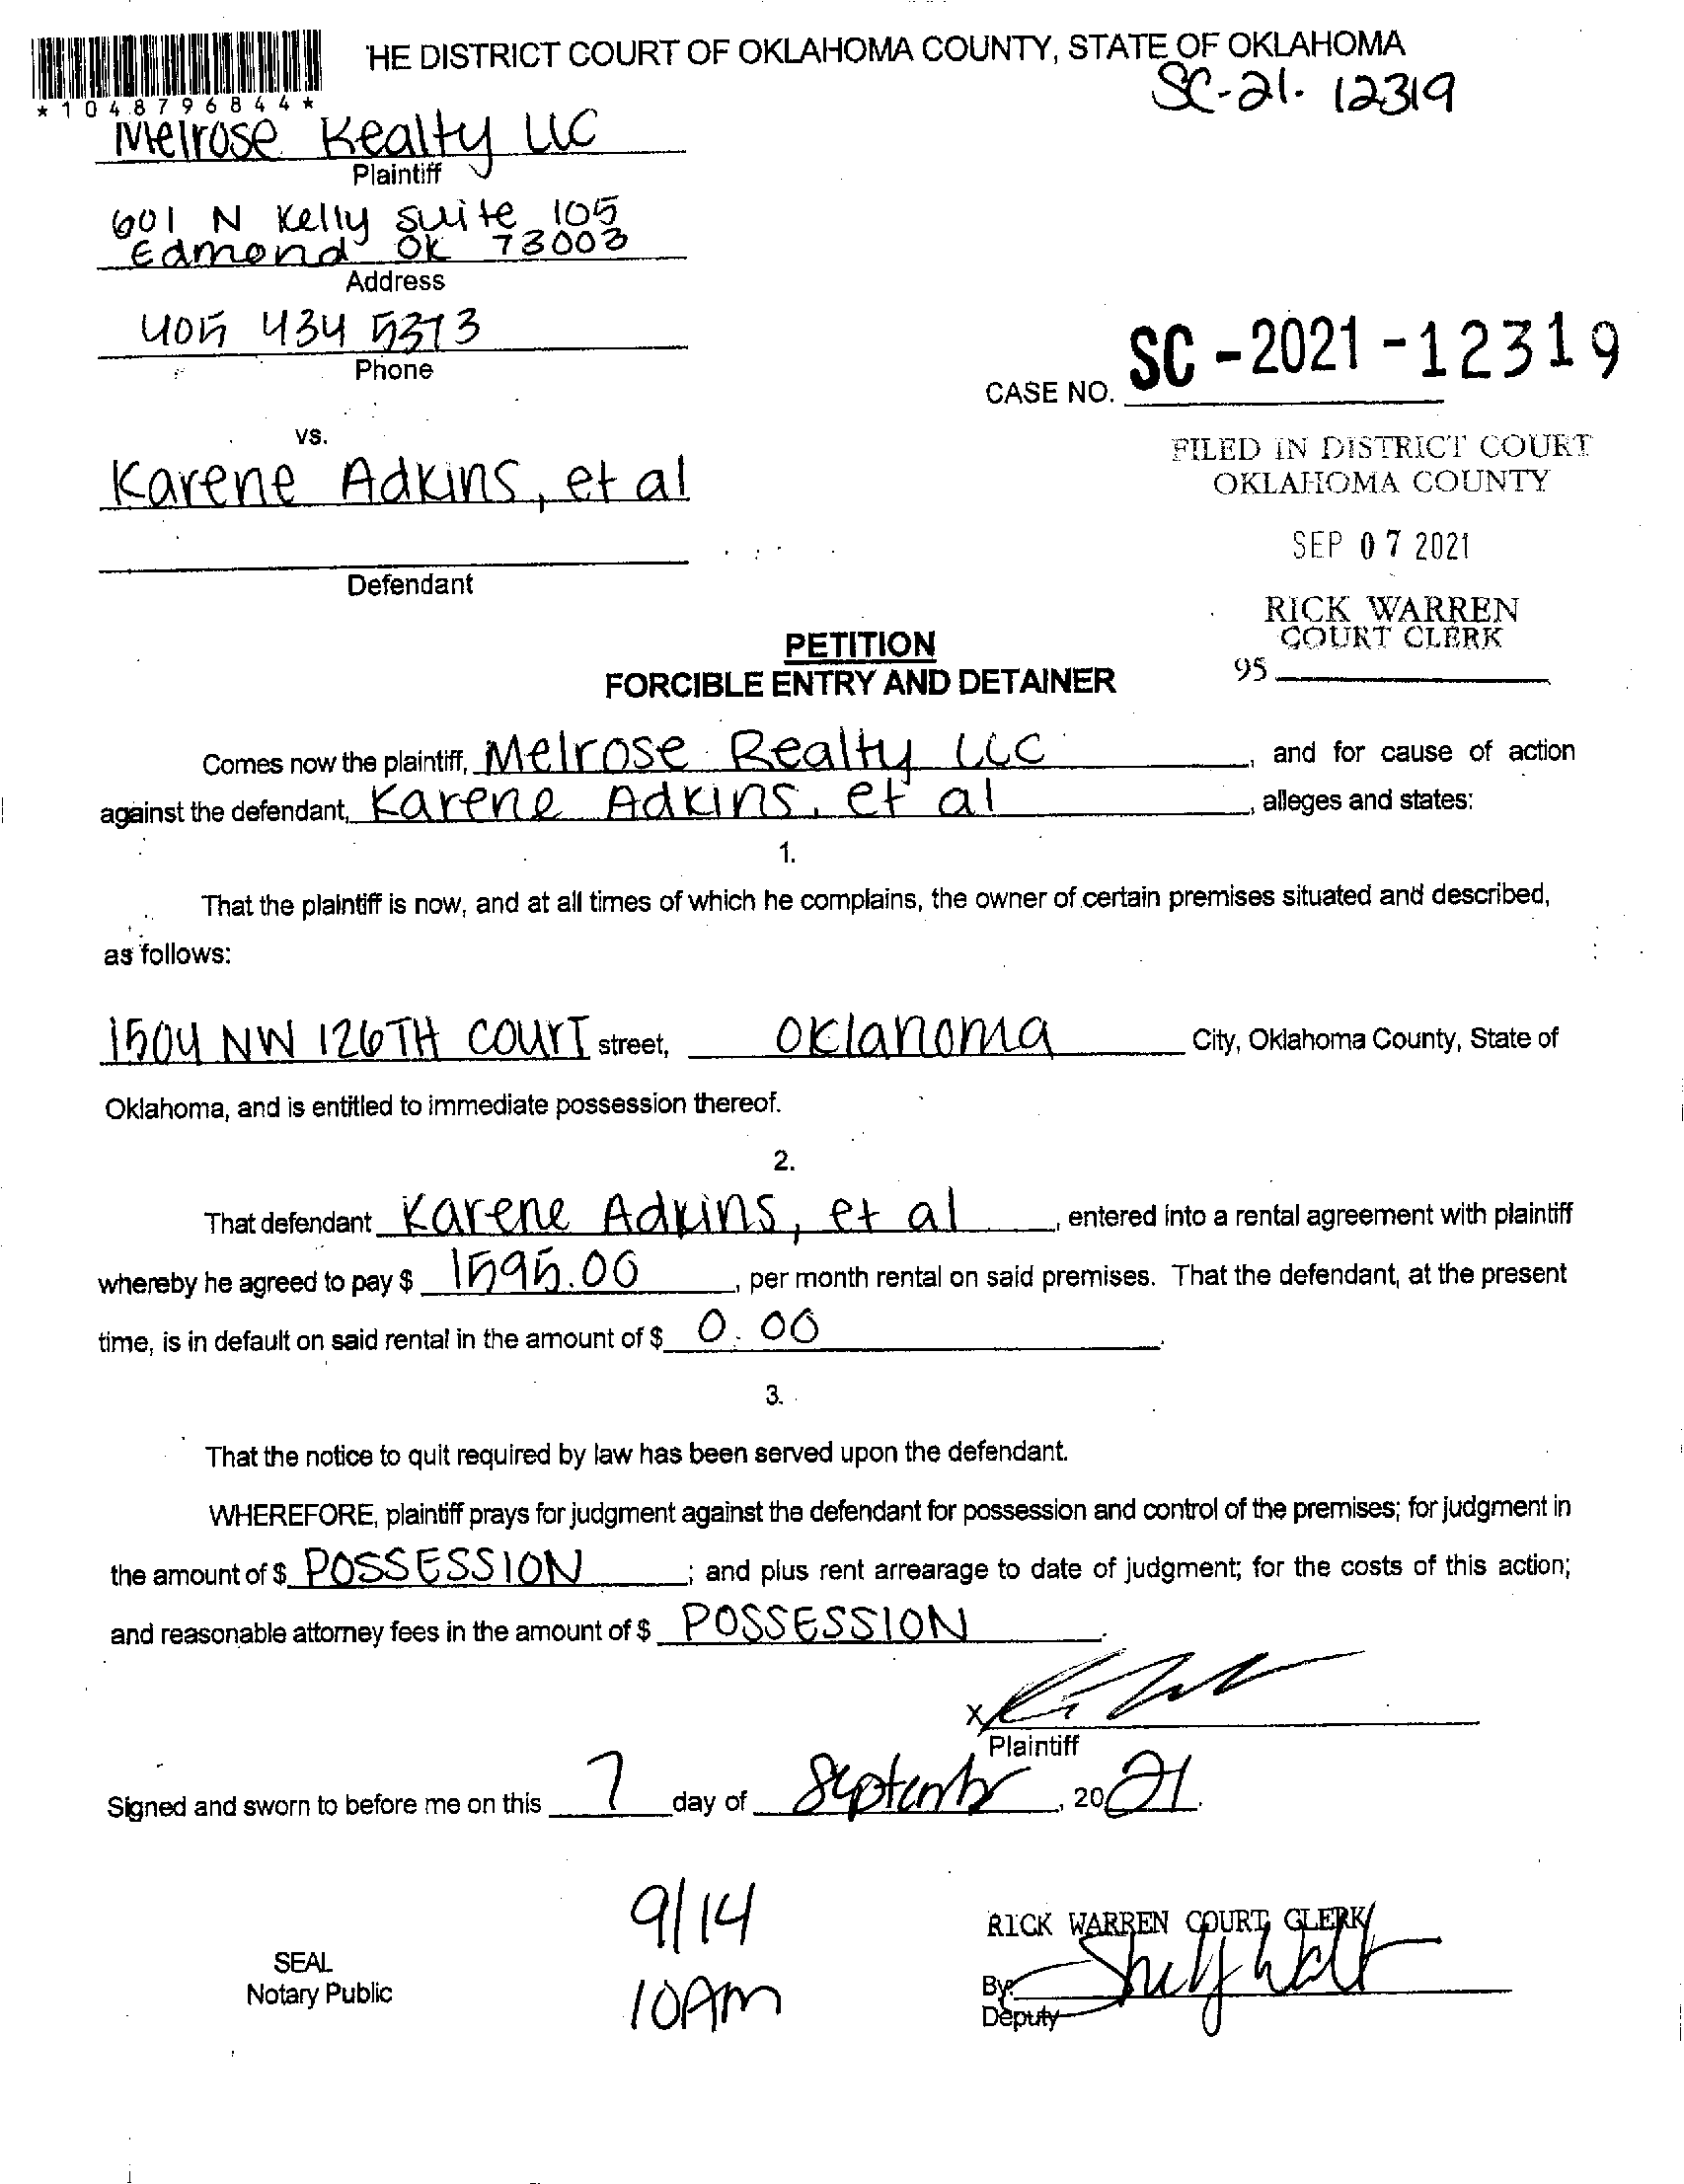 HE DISTRICT COURT OF OKLAHOMA COUNTY, STATE OF OKLAHOMA
SC-21-12319
*1048796844*
Melrose Realty LLC
Plaintiff
601 N Kelly suite 105
Edmond OK 73003
Address
405 434 5373
Phone
CASE NO. SC-2021-12319
vs.
FILED IN DISTRICT COURT
OKLAHOMA COUNTY
Karene Adkins, et al
SEP 07 2021
Defendant
RICK WARREN
COURT CLERK
95
PETITION
FORCIBLE ENTRY AND DETAINER
Comes now the plaintiff, Melrose Realty LLC, and for cause of action
against the defendant, Karene Adkins, et al, alleges and states:
1.
That the plaintiff is now, and at all times of which he complains, the owner of certain premises situated and described,
as follows:
1504 NW 126TH COURT street, Oklahoma City, Oklahoma County, State of
Oklahoma, and is entitled to immediate possession thereof.
2.
That defendant Karene Adkins, et al, entered into a rental agreement with plaintiff
whereby he agreed to pay $ 1595.00, per month rental on said premises. That the defendant, at the present
time, is in default on said rental in the amount of $ 0.00.
3.
That the notice to quit required by law has been served upon the defendant.
WHEREFORE, plaintiff prays for judgment against the defendant for possession and control of the premises; for judgment in
the amount of $ POSSESSION; and plus rent arrearage to date of judgment; for the costs of this action;
and reasonable attorney fees in the amount of $ POSSESSION.
X
Plaintiff
Signed and sworn to before me on this 7 day of September, 2021.
9/14
10AM
SEAL
Notary Public
RICK WARREN COURT CLERK
By:
Deputy